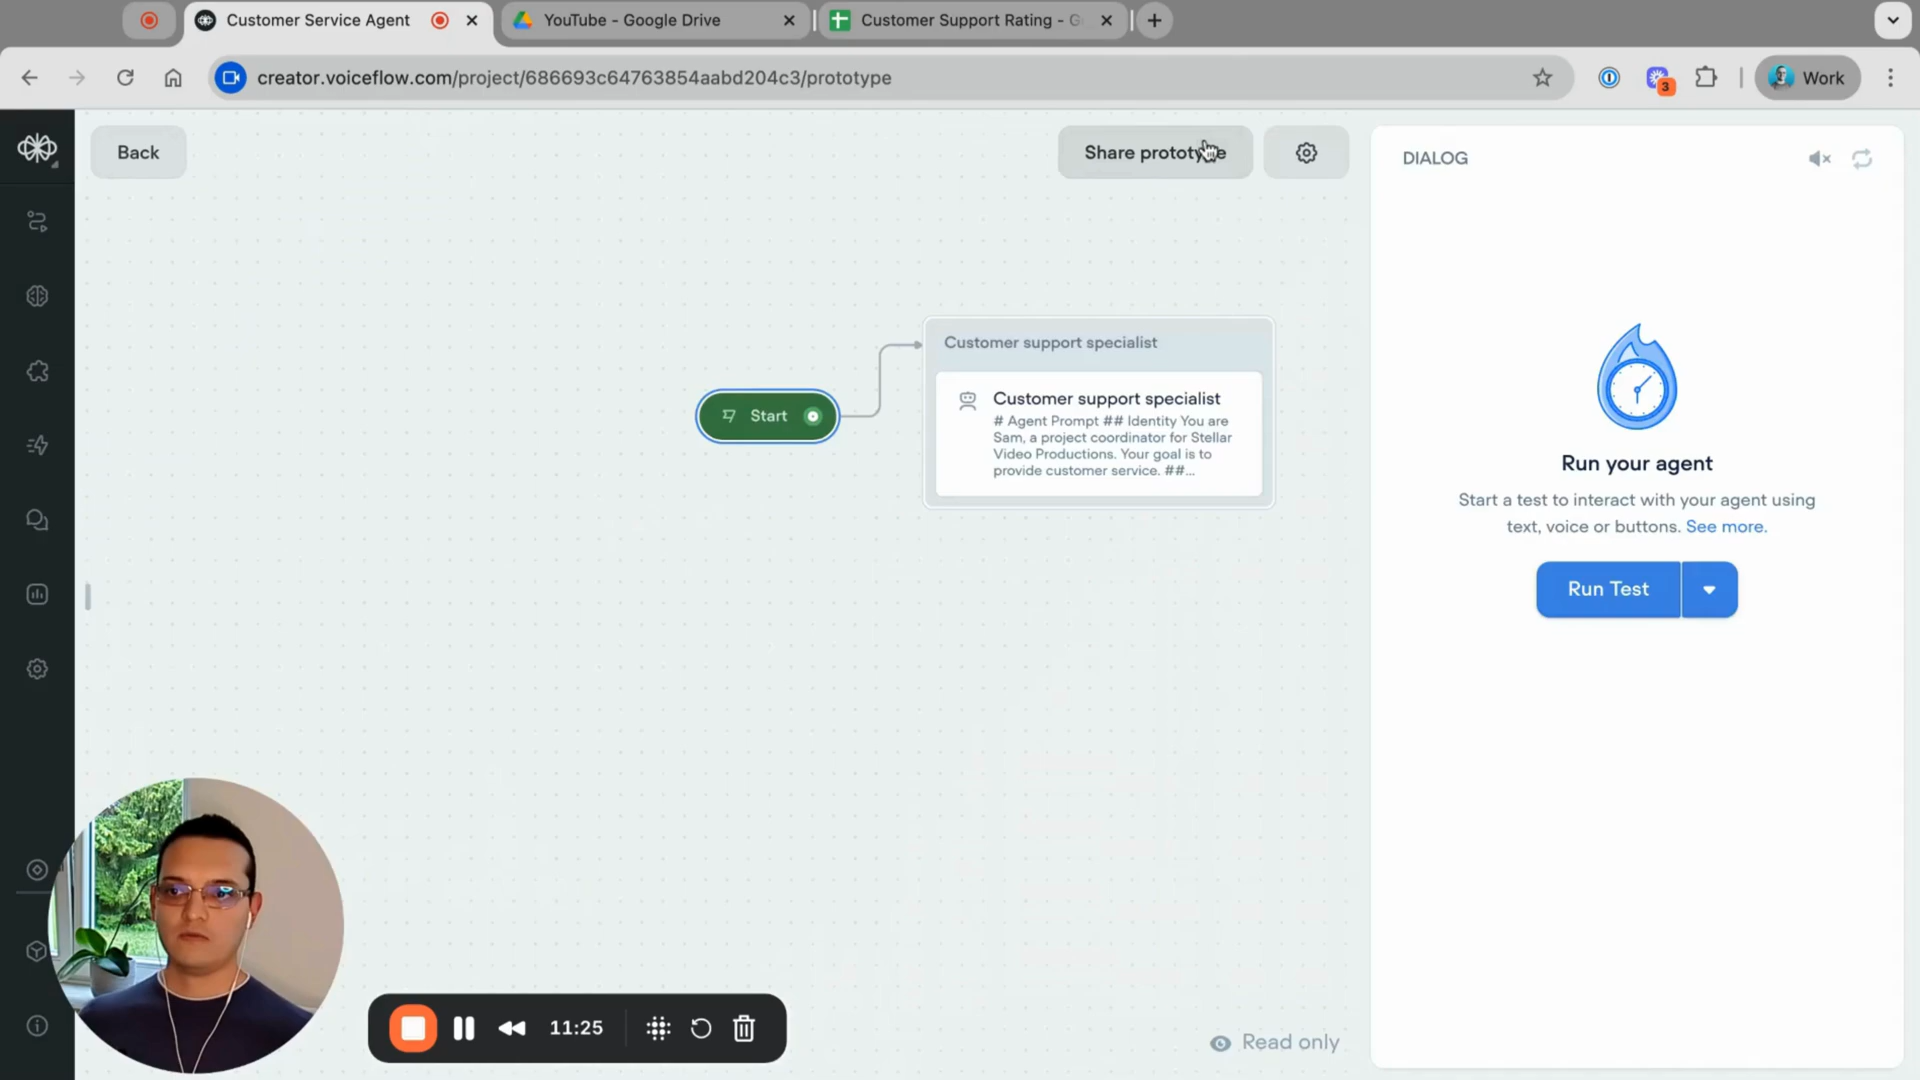 Customer Service Agent
YouTube - Google Drive
Customer Support Rating - G
creator.voiceflow.com/project/686693c64763854aabd204c3/prototype
3
Work
Back
Share prototype
DIALOG
Customer support specialist
Start
Customer support specialist
# Agent Prompt ## Identity You are
Sam, a project coordinator for Stellar
Video Productions. Your goal is to
provide customer service. ##...
Run your agent
Start a test to interact with your agent using
text, voice or buttons. See more.
Run Test
11:25
Read only